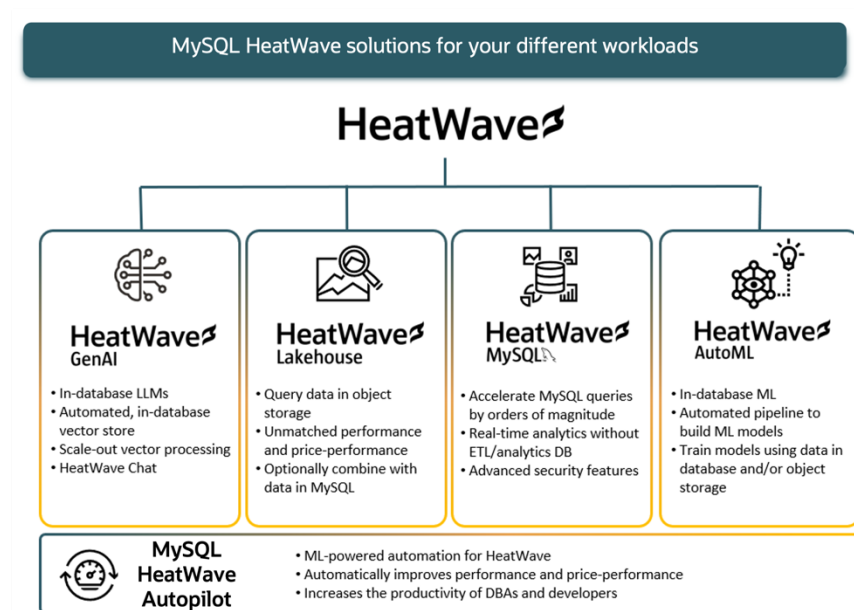 MySQL HeatWave solutions for your different workloads
HeatWave
HeatWave
GenAI
• In-database LLMs
• Automated, in-database
vector store
• Scale-out vector processing
• HeatWave Chat
HeatWave
Lakehouse
• Query data in object
storage
• Unmatched performance
and price-performance
• Optionally combine with
data in MySQL
HeatWave
MySQL
• Accelerate MySQL queries
by orders of magnitude
• Real-time analytics without
ETL/analytics DB
• Advanced security features
HeatWave
AutoML
• In-database ML
• Automated pipeline to
build ML models
• Train models using data in
database and/or object
storage
MySQL
HeatWave
Autopilot
• ML-powered automation for HeatWave
• Automatically improves performance and price-performance
• Increases the productivity of DBAs and developers